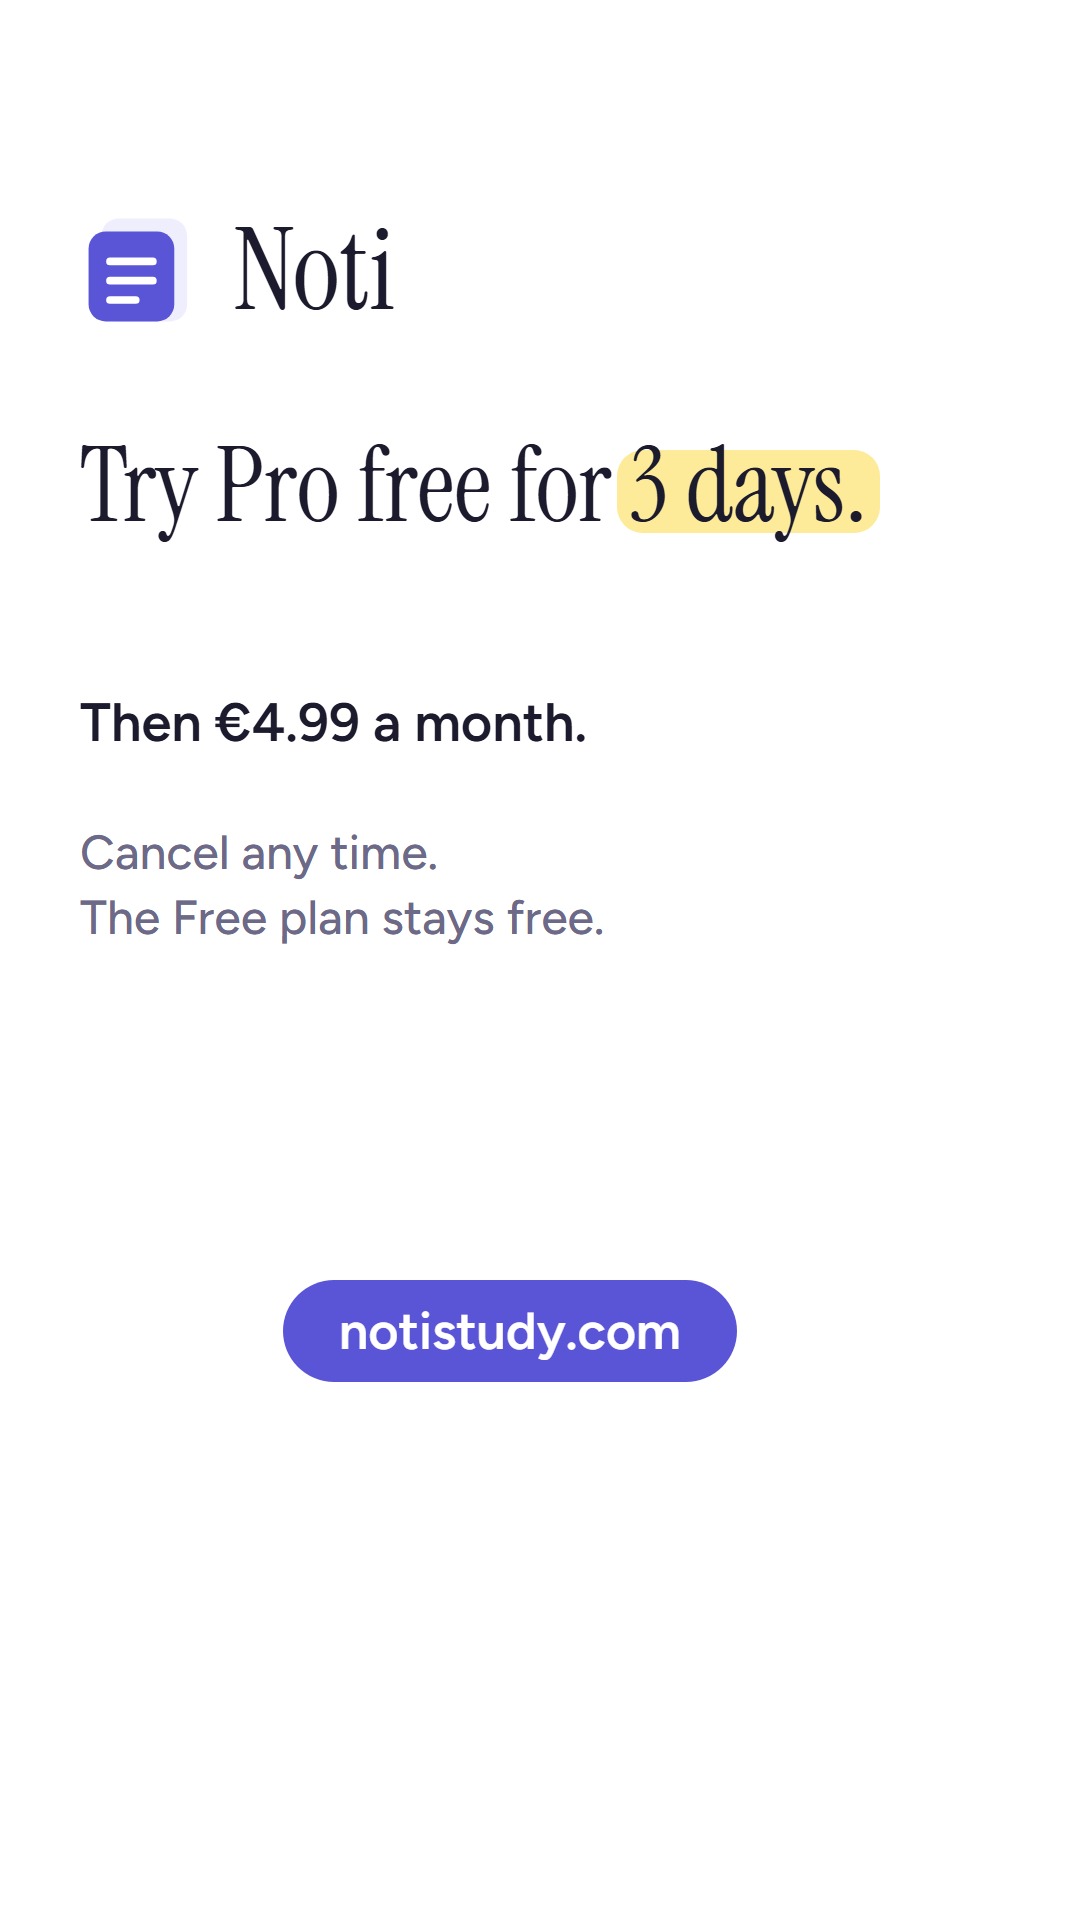 Noti
Try Pro free for 3 days.
Then €4.99 a month.
Cancel any time.
The Free plan stays free.
notistudy.com